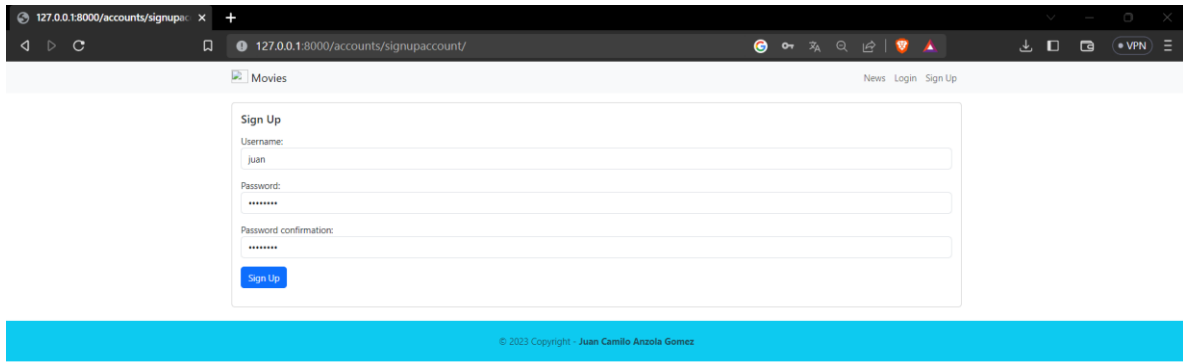 127.0.0.1:8000/accounts/signupac
127.0.0.1:8000/accounts/signupaccount/
VPN
Movies
News Login Sign Up
Sign Up
Username:
juan
Password:
••••••••
Password confirmation:
••••••••
Sign Up
© 2023 Copyright - Juan Camilo Anzola Gomez